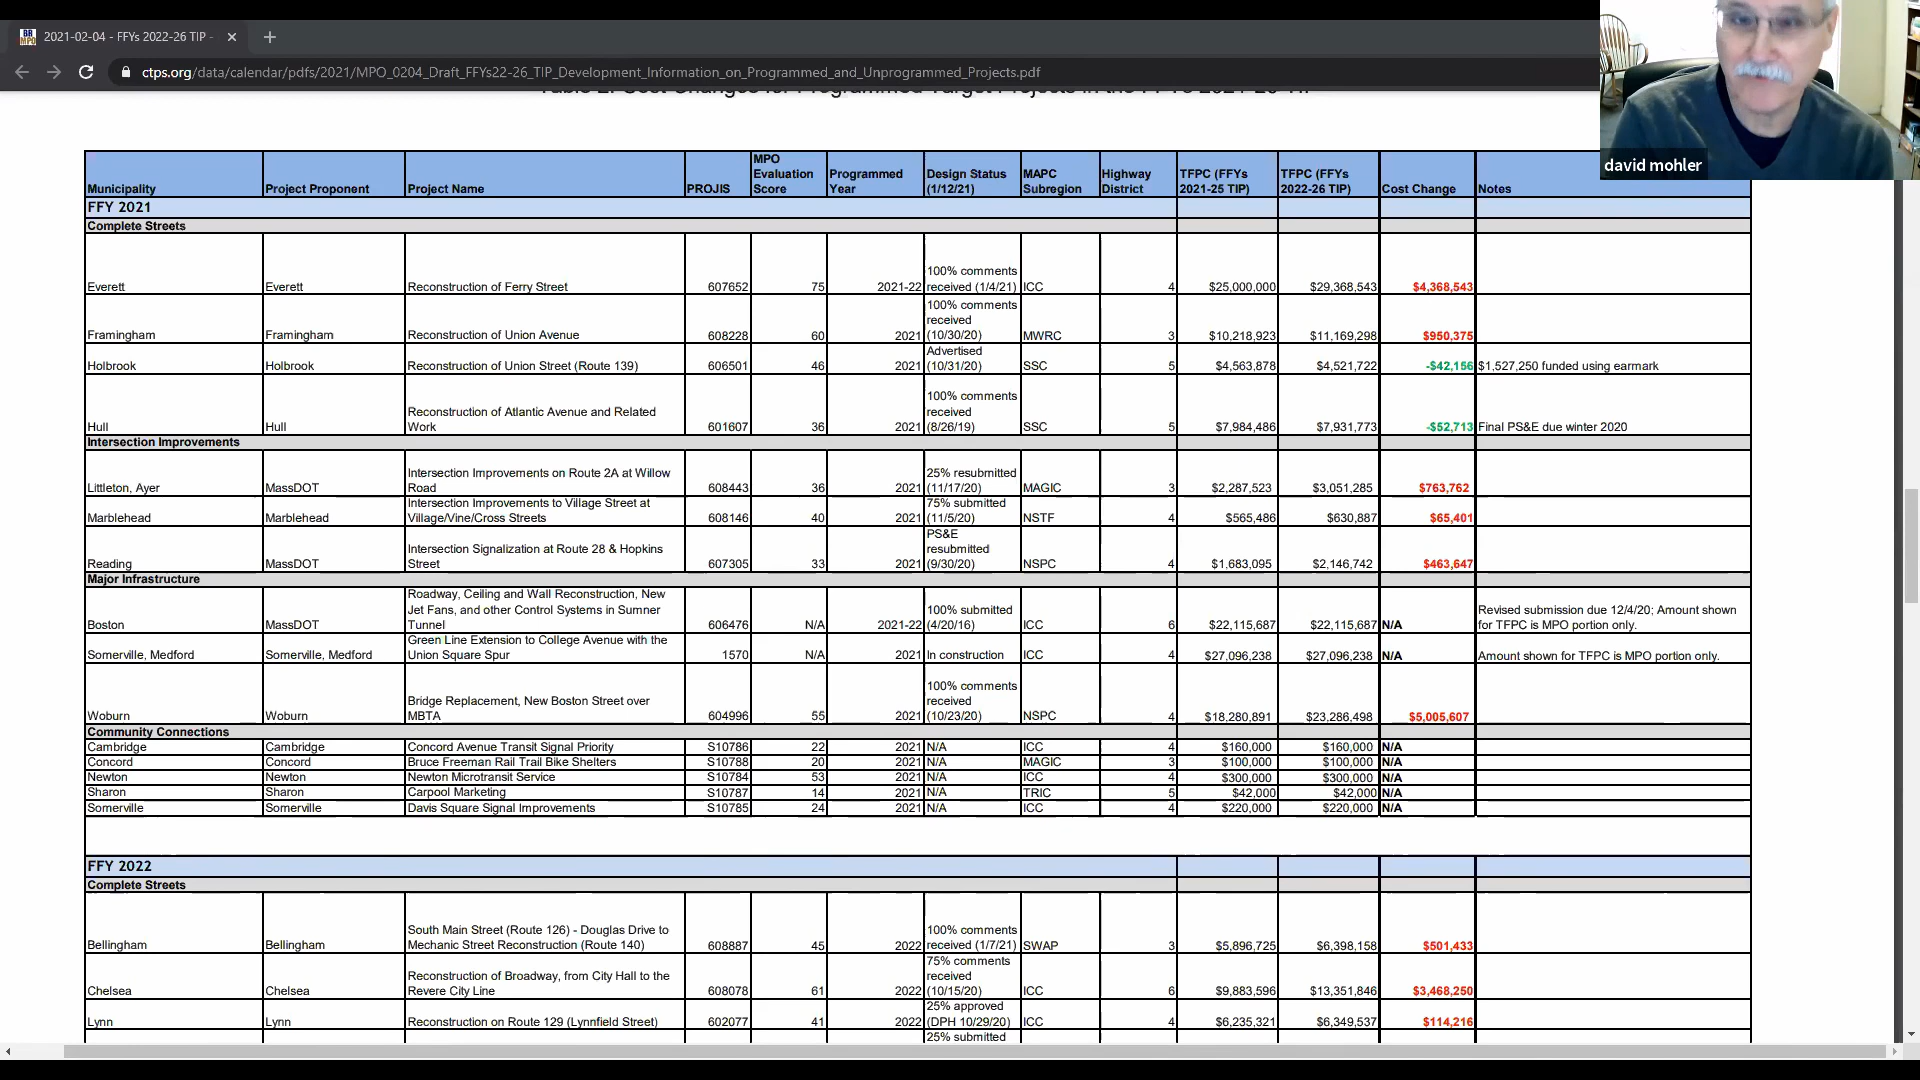 2021-02-04 - FFYs 2022-26 TIP -
ctps.org/data/calendar/pdfs/2021/MPO_0204_Draft_FFYs22-26_TIP_Development_Information_on_Programmed_and_Unprogrammed_Projects.pdf
david mohler
Municipality Project Proponent Project Name PROJIS MPO Evaluation Score Programmed Year Design Status (1/12/21) MAPC Subregion Highway District TFPC (FFYs 2021-25 TIP) TFPC (FFYs 2022-26 TIP) Cost Change Notes
FFY 2021
Complete Streets
Everett Everett Reconstruction of Ferry Street 607652 75 2021-22 100% comments received (1/4/21) ICC 4 $25,000,000 $29,368,543 $4,368,543
Framingham Framingham Reconstruction of Union Avenue 608228 60 2021 100% comments received (10/30/20) MWRC 3 $10,218,923 $11,169,298 $950,375
Holbrook Holbrook Reconstruction of Union Street (Route 139) 606501 46 2021 Advertised (10/31/20) SSC 5 $4,563,878 $4,521,722 -$42,156 $1,527,250 funded using earmark
Hull Hull Reconstruction of Atlantic Avenue and Related Work 601607 36 2021 100% comments received (8/26/19) SSC 5 $7,984,486 $7,931,773 -$52,713 Final PS&E due winter 2020
Intersection Improvements
Littleton, Ayer MassDOT Intersection Improvements on Route 2A at Willow Road 608443 36 2021 25% resubmitted (11/17/20) MAGIC 3 $2,287,523 $3,051,285 $763,762
Marblehead Marblehead Intersection Improvements to Village Street at Village/Vine/Cross Streets 608146 40 2021 75% submitted (11/5/20) NSTF 4 $565,486 $630,887 $65,401
Reading MassDOT Intersection Signalization at Route 28 & Hopkins Street 607305 33 2021 PS&E resubmitted (9/30/20) NSPC 4 $1,683,095 $2,146,742 $463,647
Major Infrastructure
Boston MassDOT Roadway, Ceiling and Wall Reconstruction, New Jet Fans, and other Control Systems in Sumner Tunnel 606476 N/A 2021-22 100% submitted (4/20/16) ICC 6 $22,115,687 $22,115,687 N/A Revised submission due 12/4/20; Amount shown for TFPC is MPO portion only.
Somerville, Medford Somerville, Medford Green Line Extension to College Avenue with the Union Square Spur 1570 N/A 2021 In construction ICC 4 $27,096,238 $27,096,238 N/A Amount shown for TFPC is MPO portion only.
Woburn Woburn Bridge Replacement, New Boston Street over MBTA 604996 55 2021 100% comments received (10/23/20) NSPC 4 $18,280,891 $23,286,498 $5,005,607
Community Connections
Cambridge Cambridge Concord Avenue Transit Signal Priority S10786 22 2021 N/A ICC 4 $160,000 $160,000 N/A
Concord Concord Bruce Freeman Rail Trail Bike Shelters S10788 20 2021 N/A MAGIC 3 $100,000 $100,000 N/A
Newton Newton Newton Microtransit Service S10784 53 2021 N/A ICC 4 $300,000 $300,000 N/A
Sharon Sharon Carpool Marketing S10787 14 2021 N/A TRIC 5 $42,000 $42,000 N/A
Somerville Somerville Davis Square Signal Improvements S10785 24 2021 N/A ICC 4 $220,000 $220,000 N/A
FFY 2022
Complete Streets
Bellingham Bellingham South Main Street (Route 126) - Douglas Drive to Mechanic Street Reconstruction (Route 140) 608887 45 2022 100% comments received (1/7/21) SWAP 3 $5,896,725 $6,398,158 $501,433
Chelsea Chelsea Reconstruction of Broadway, from City Hall to the Revere City Line 608078 61 2022 75% comments received (10/15/20) ICC 6 $9,883,596 $13,351,846 $3,468,250
Lynn Lynn Reconstruction on Route 129 (Lynnfield Street) 602077 41 2022 25% approved (DPH 10/29/20) ICC 4 $6,235,321 $6,349,537 $114,216
25% submitted